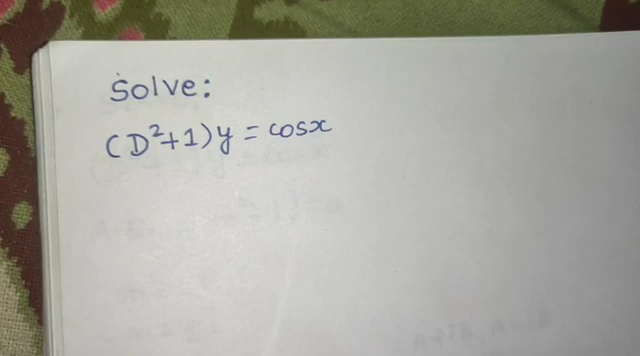 Solve:
(D²+1)y = cosx